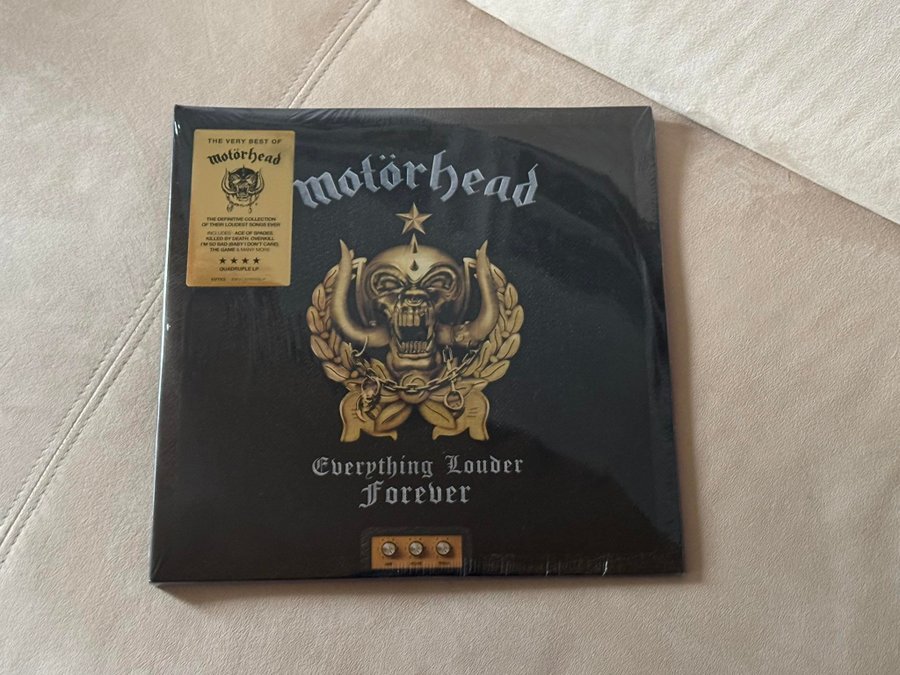 THE VERY BEST OF
motörhead
THE DEFINITIVE COLLECTION
OF THEIR LOUDEST SONGS EVER
INCLUDES: ACE OF SPADES,
KILLED BY DEATH, OVERKILL
I'M SO BAD (BABY I DON'T CARE),
THE GAME & MANY MORE
QUADRUPLE LP
motörhead
Everything Louder
Forever